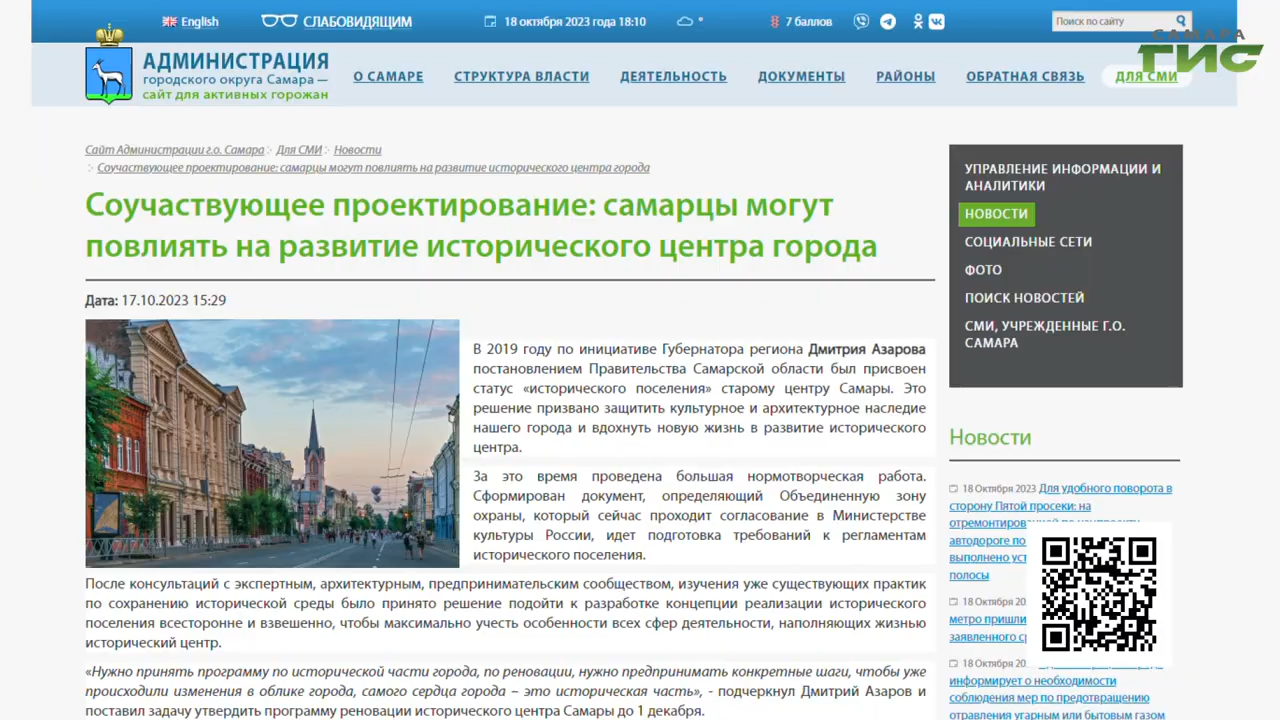 English
СЛАБОВИДЯЩИМ
18 октября 2023 года 18:10
°
7 баллов
Поиск по сайту
САМАРА
ГИС
АДМИНИСТРАЦИЯ
городского округа Самара —
сайт для активных горожан
О САМАРЕ
СТРУКТУРА ВЛАСТИ
ДЕЯТЕЛЬНОСТЬ
ДОКУМЕНТЫ
РАЙОНЫ
ОБРАТНАЯ СВЯЗЬ
ДЛЯ СМИ
Сайт Администрации г.о. Самара :· Для СМИ :· Новости
:· Соучаствующее проектирование: самарцы могут повлиять на развитие исторического центра города
Соучаствующее проектирование: самарцы могут
повлиять на развитие исторического центра города
Дата: 17.10.2023 15:29
В 2019 году по инициативе Губернатора региона Дмитрия Азарова
постановлением Правительства Самарской области был присвоен
статус «исторического поселения» старому центру Самары. Это
решение призвано защитить культурное и архитектурное наследие
нашего города и вдохнуть новую жизнь в развитие исторического
центра.
За это время проведена большая нормотворческая работа.
Сформирован документ, определяющий Объединенную зону
охраны, который сейчас проходит согласование в Министерстве
культуры России, идет подготовка требований к регламентам
исторического поселения.
После консультаций с экспертным, архитектурным, предпринимательским сообществом, изучения уже существующих практик
по сохранению исторической среды было принято решение подойти к разработке концепции реализации исторического
поселения всесторонне и взвешенно, чтобы максимально учесть особенности всех сфер деятельности, наполняющих жизнью
исторический центр.
«Нужно принять программу по исторической части города, по реновации, нужно предпринимать конкретные шаги, чтобы уже
происходили изменения в облике города, самого сердца города – это историческая часть», - подчеркнул Дмитрий Азаров и
поставил задачу утвердить программу реновации исторического центра Самары до 1 декабря.
УПРАВЛЕНИЕ ИНФОРМАЦИИ И
АНАЛИТИКИ
НОВОСТИ
СОЦИАЛЬНЫЕ СЕТИ
ФОТО
ПОИСК НОВОСТЕЙ
СМИ, УЧРЕЖДЕННЫЕ Г.О.
САМАРА
Новости
18 Октября 2023 Для удобного поворота в
сторону Пятой просеки: на
автодороге по
выполнено уст
полосы
18 Октября 20
метро пришли
заявленного ср
18 Октября 20
информирует о необходимости
соблюдения мер по предотвращению
отравления угарным или бытовым газом